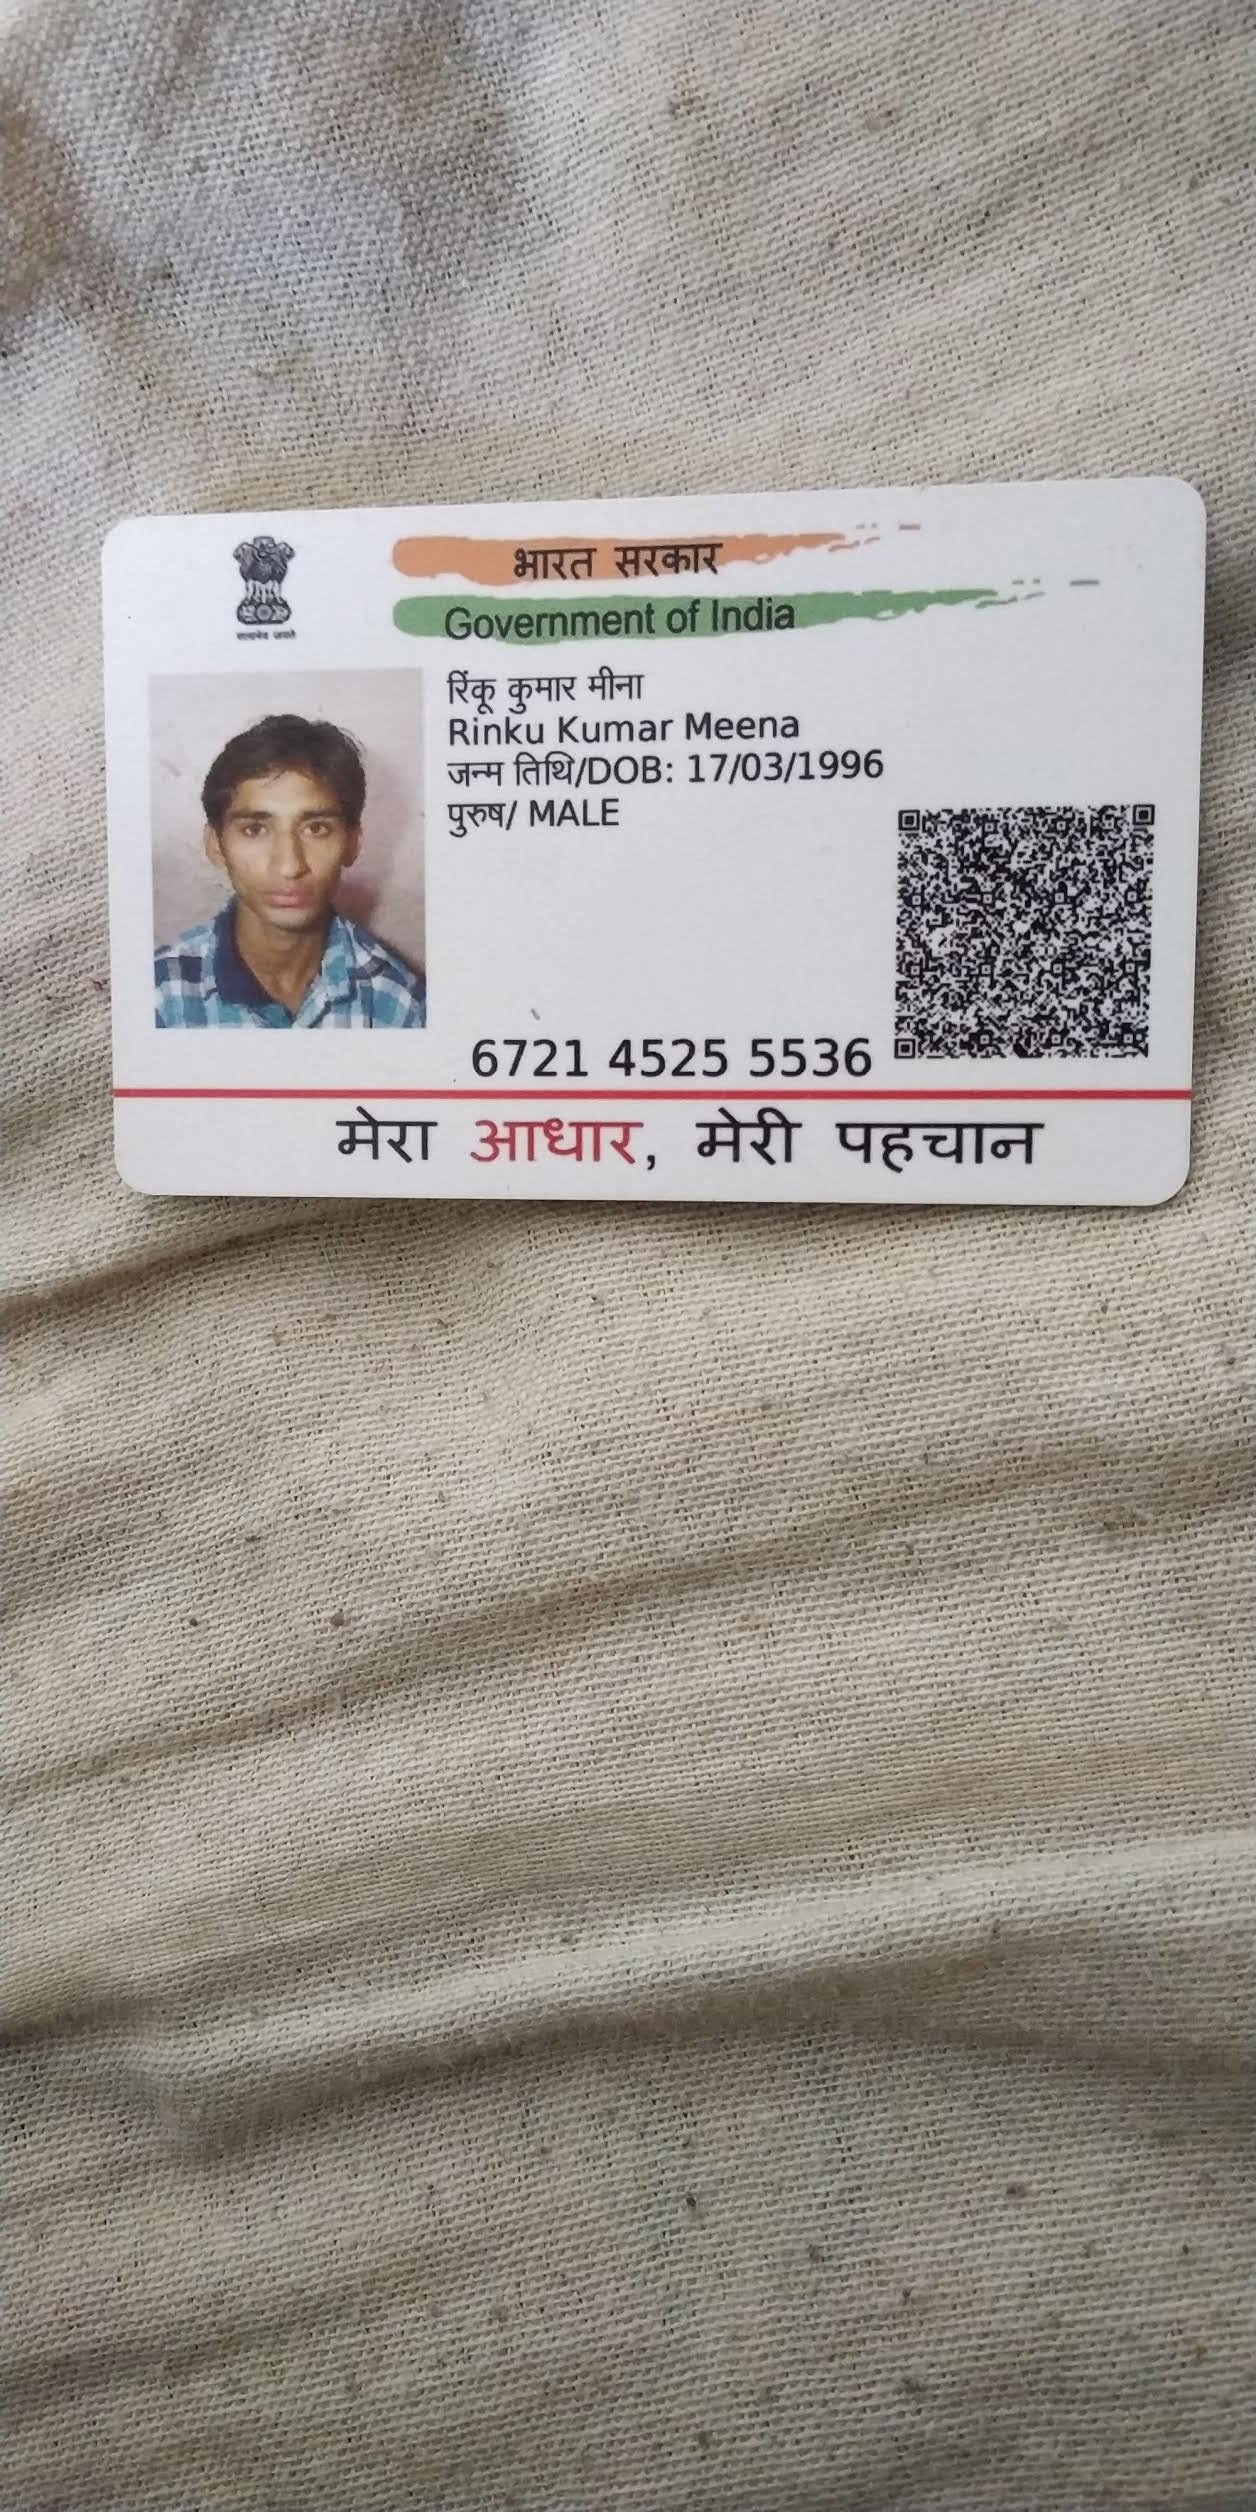 भारत सरकार
Government of India
सत्यमेव जयते
रिंकू कुमार मीना
Rinku Kumar Meena
जन्म तिथि/DOB: 17/03/1996
पुरुष/ MALE
6721 4525 5536
मेरा आधार, मेरी पहचान